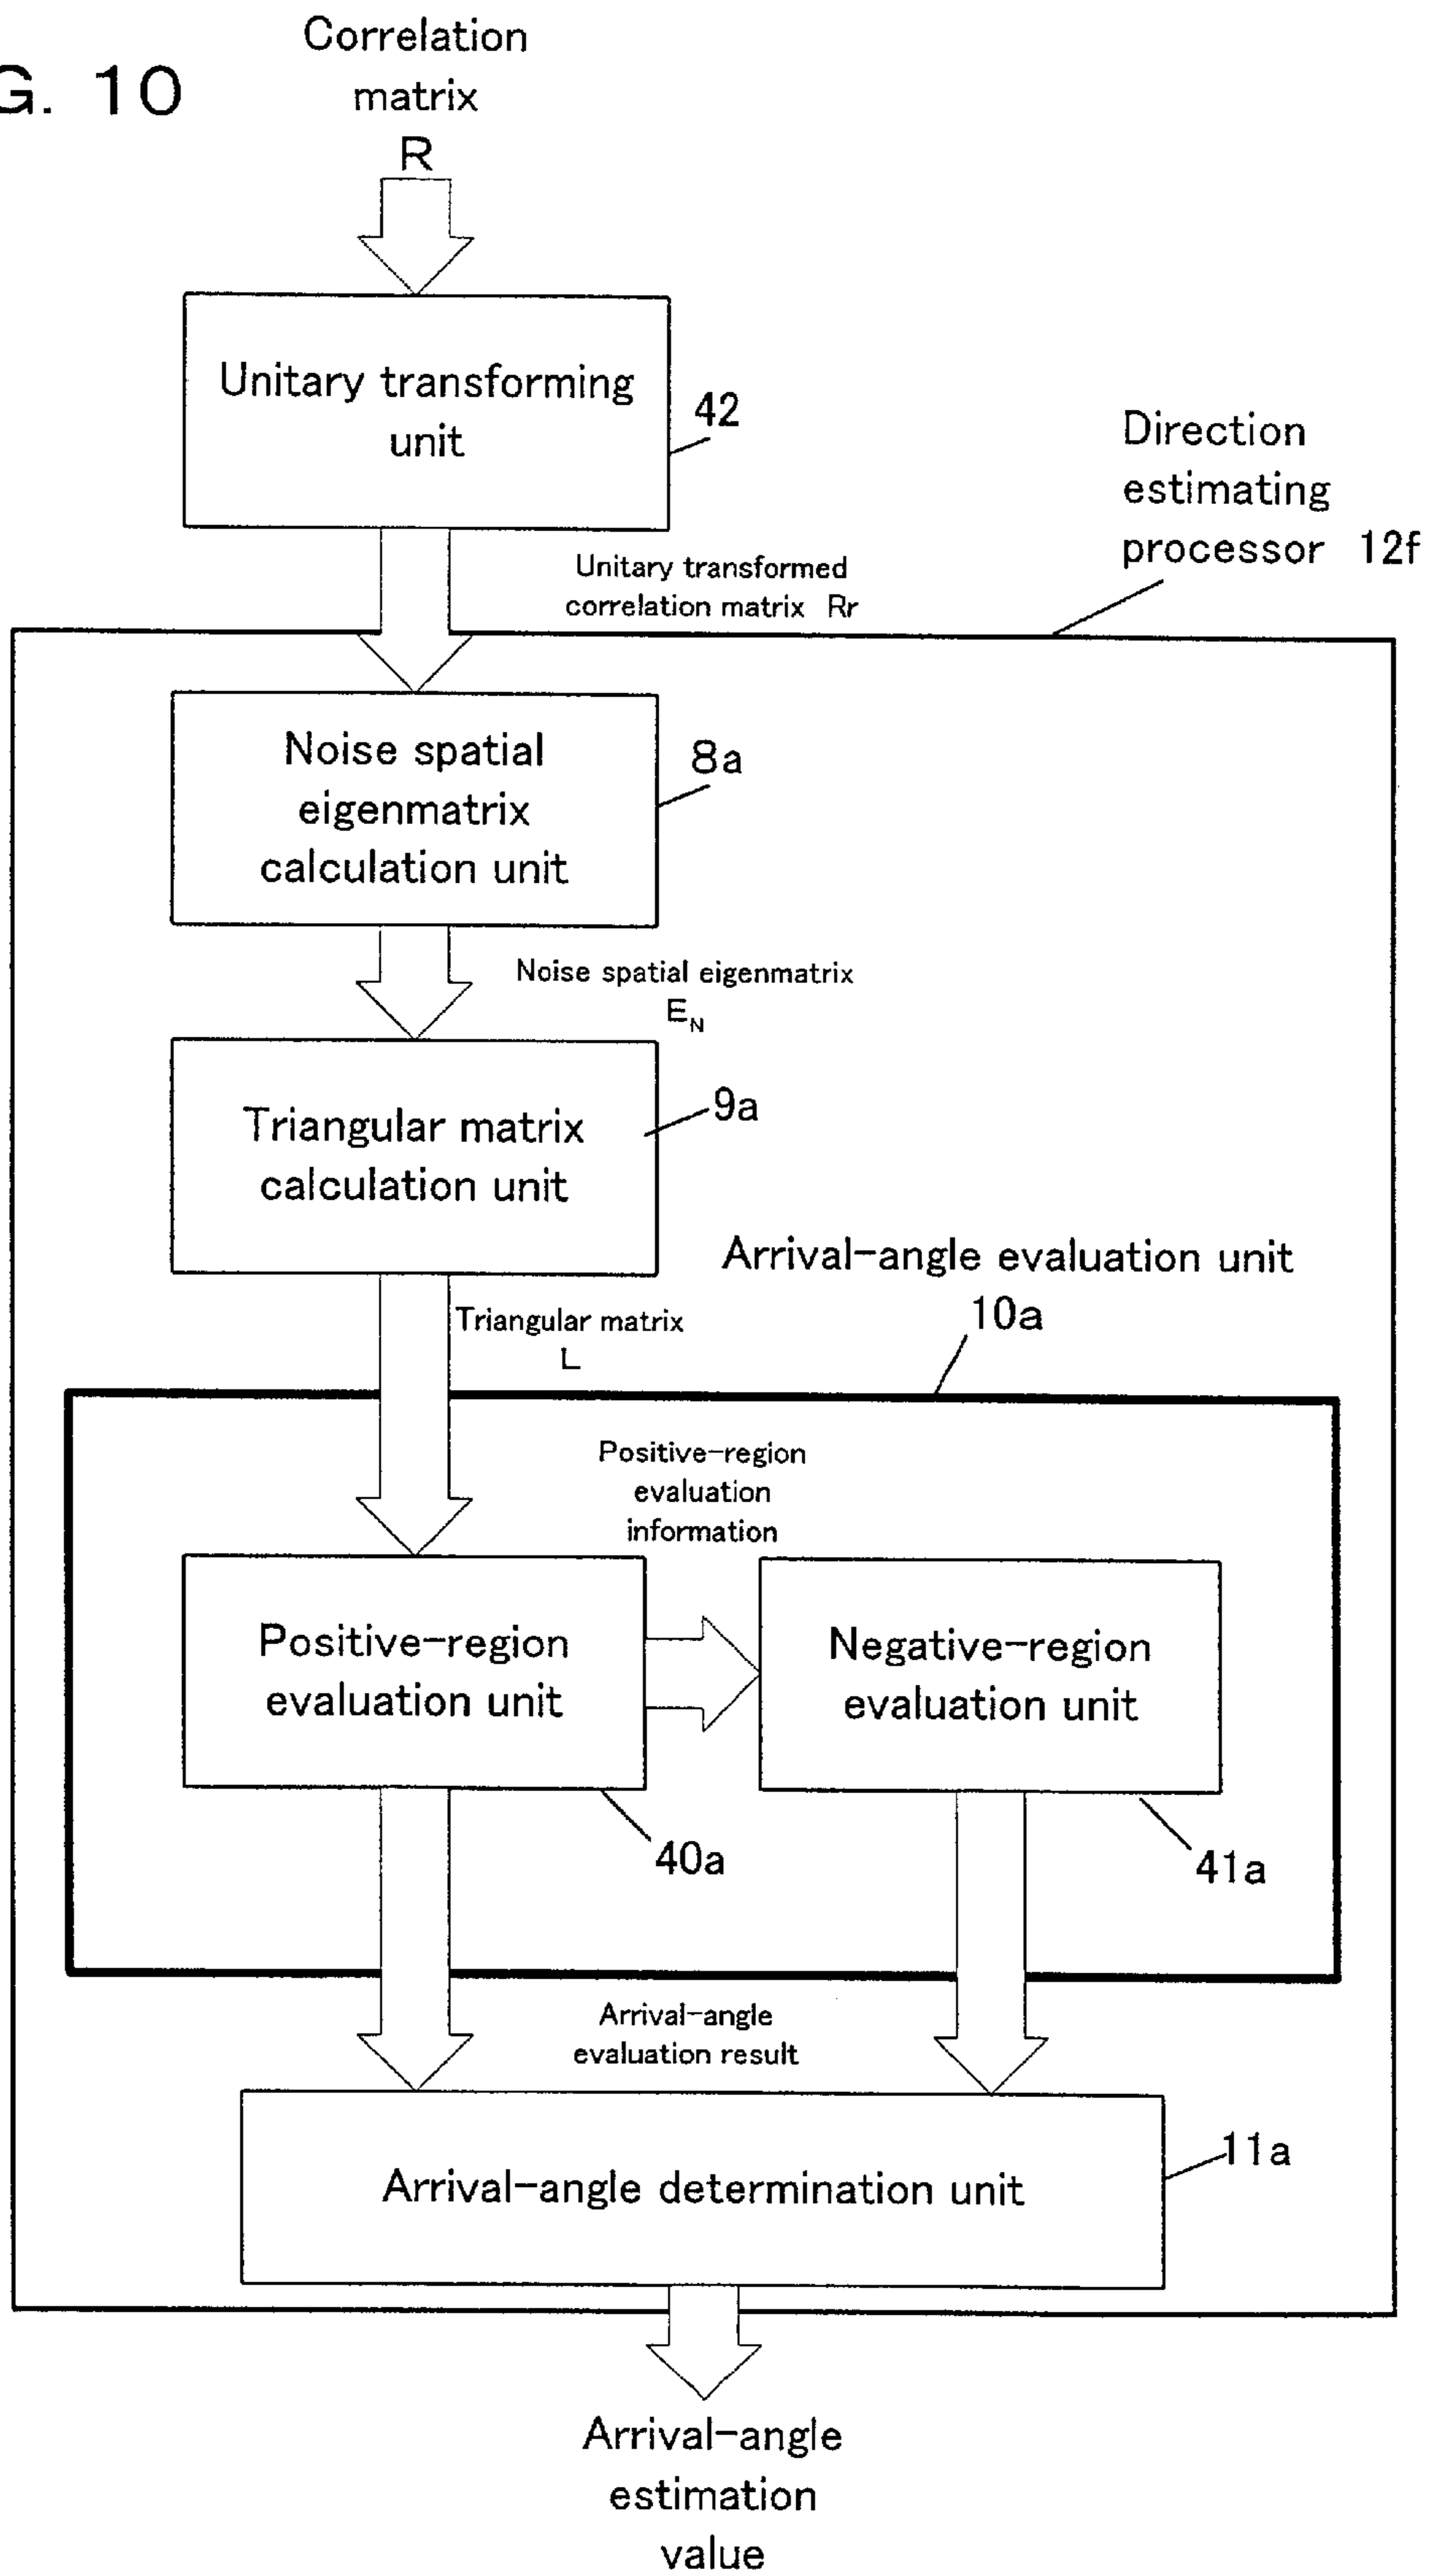 G. 10
Correlation
matrix
R
Unitary transforming
unit
42
Direction
estimating
processor 12f
Unitary transformed
correlation matrix Rr
Noise spatial
eigenmatrix
calculation unit
8a
Noise spatial eigenmatrix
EN
Triangular matrix
calculation unit
9a
Arrival-angle evaluation unit
10a
Triangular matrix
L
Positive-region
evaluation
information
Positive-region
evaluation unit
Negative-region
evaluation unit
40a
41a
Arrival-angle
evaluation result
Arrival-angle determination unit
11a
Arrival-angle
estimation
value